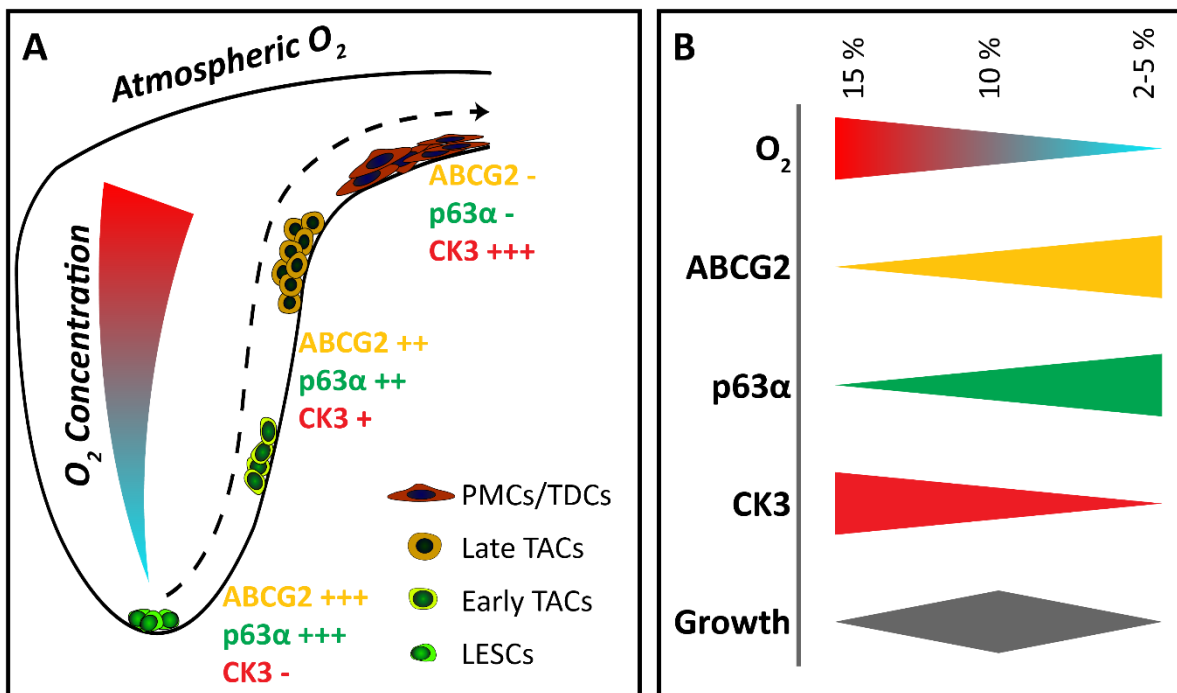 A
Atmospheric O₂
O₂ Concentration
ABCG2 -
p63α -
CK3 +++
ABCG2 ++
p63α ++
CK3 +
ABCG2 +++
p63α +++
CK3 -
PMCs/TDCs
Late TACs
Early TACs
LESCs
B
15 %
10 %
2-5 %
O₂
ABCG2
p63α
CK3
Growth